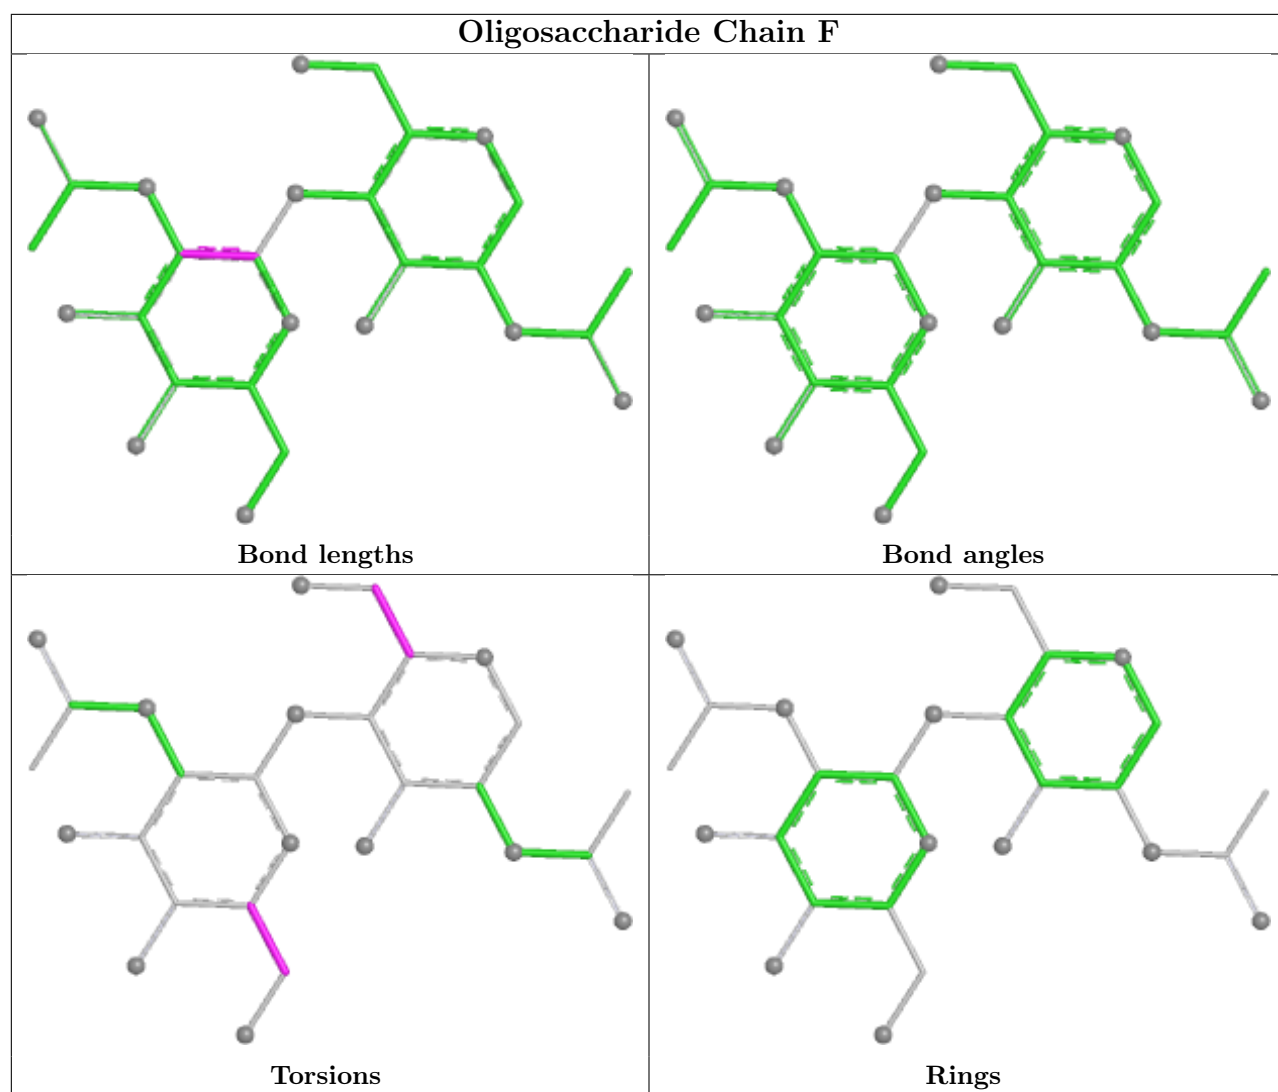 Oligosaccharide Chain F
Bond lengths
Bond angles
Torsions
Rings